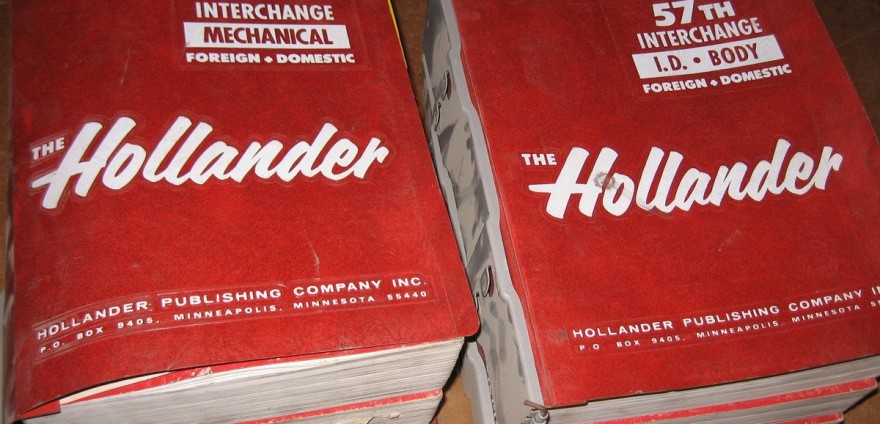 INTERCHANGE
MECHANICAL
FOREIGN + DOMESTIC
THE Hollander
HOLLANDER PUBLISHING COMPANY INC.
P.O. BOX 9405, MINNEAPOLIS, MINNESOTA 55440
57TH
INTERCHANGE
I.D. • BODY
FOREIGN + DOMESTIC
THE Hollander
HOLLANDER PUBLISHING COMPANY
P.O. BOX 9405, MINNEAPOLIS, MINNESOTA